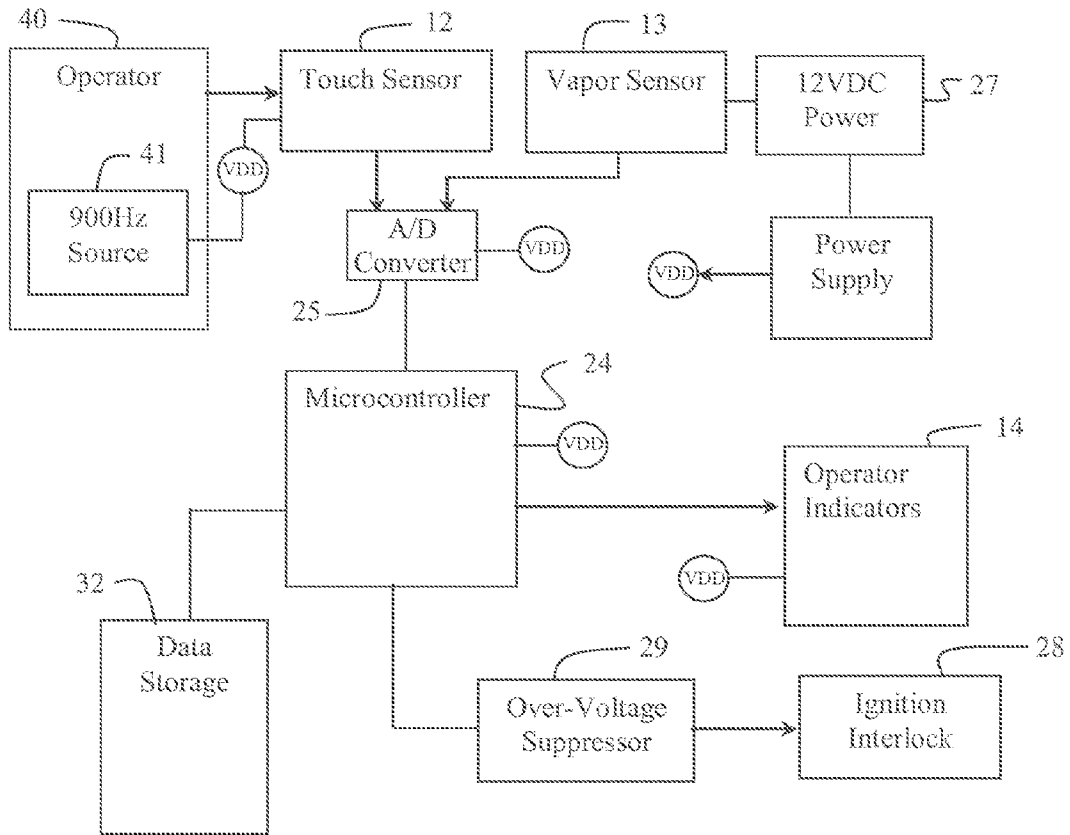 40
12
13
Operator
Touch Sensor
Vapor Sensor
12VDC
Power
27
41
VDD
900Hz
Source
A/D
Converter
VDD
25
VDD
Power
Supply
Microcontroller
24
VDD
14
Operator
Indicators
VDD
32
Data
Storage
29
28
Over-Voltage
Suppressor
Ignition
Interlock